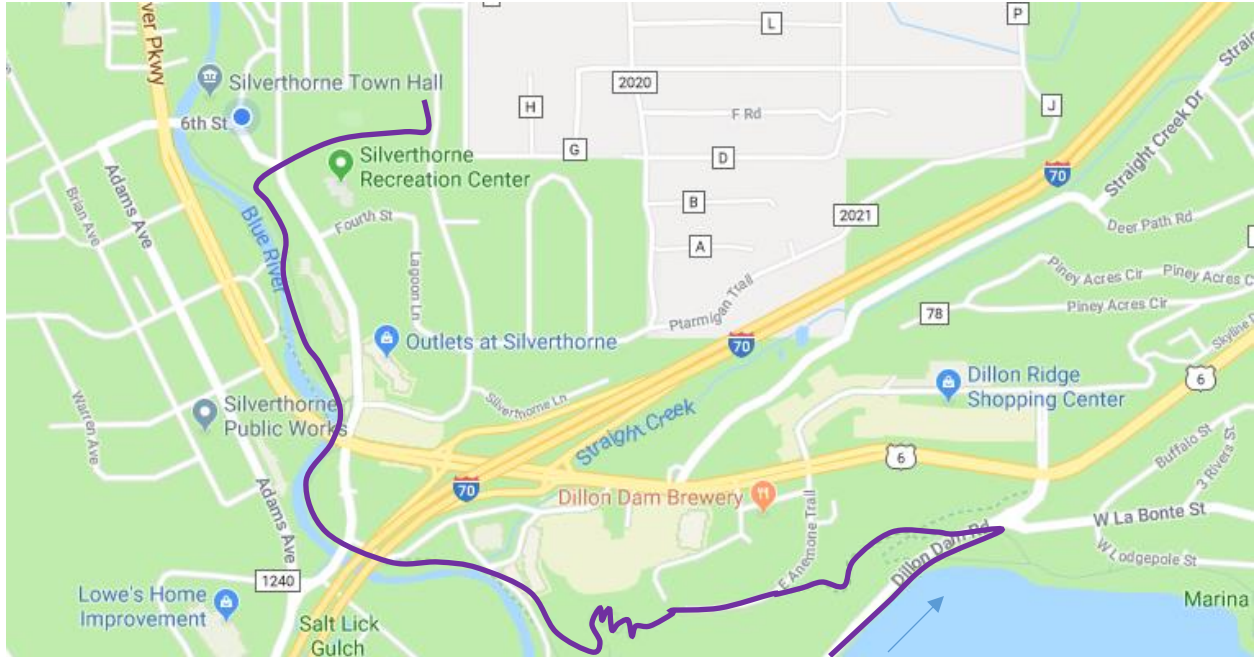 ver Pkwy
Silverthorne Town Hall
6th St
Adams Ave
Brian Ave
Blue River
Silverthorne
Recreation Center
Fourth St
Lagoon Ln
Outlets at Silverthorne
Silverthorne
Public Works
Warren Ave
Adams Ave
Silverthorne Ln
1240
Lowe's Home
Improvement
Salt Lick
Gulch
70
L
P
2020
H
F Rd
J
G
D
B
A
2021
70
Ptarmigan Trail
70
Straight Creek
Straight Creek Dr
Deer Path Rd
Piney Acres Cir
Piney Acres C
Piney Acres Cir
78
Skyline
6
Dillon Ridge
Shopping Center
6
Buffalo St
3 Rivers St
Dillon Dam Brewery
E Anemone Trail
Dillon Dam Rd
W La Bonte St
W Lodgepole St
Marina